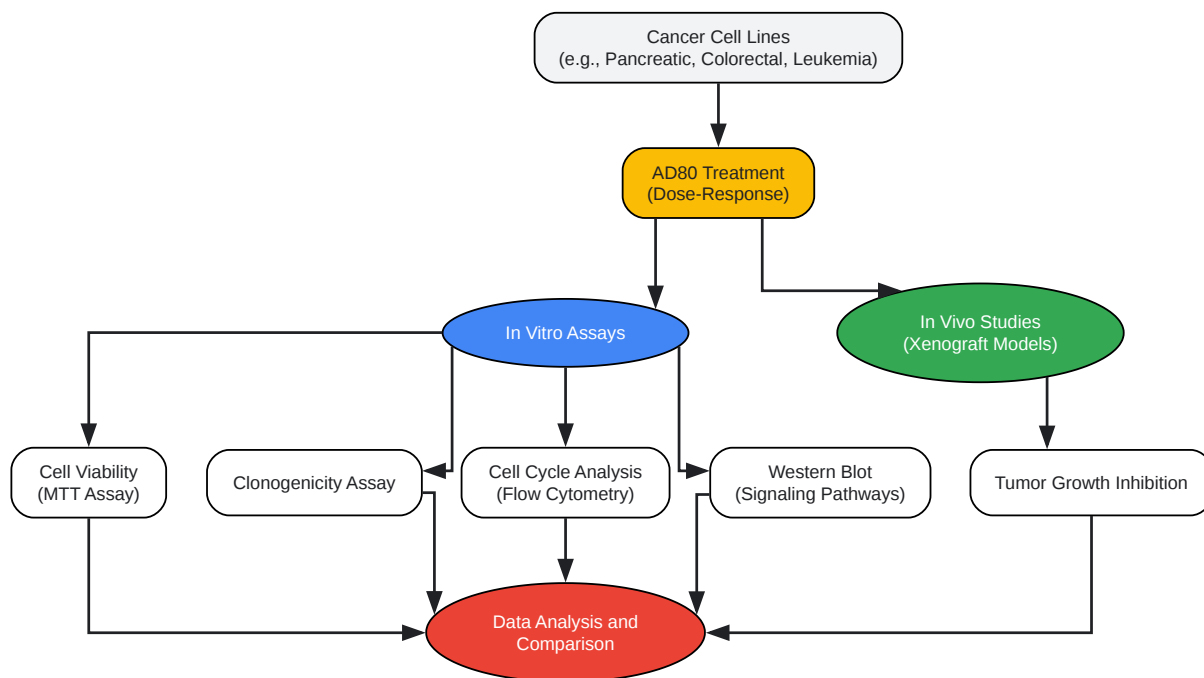 Cancer Cell Lines
(e.g., Pancreatic, Colorectal, Leukemia)
AD80 Treatment
(Dose-Response)
In Vitro Assays
In Vivo Studies
(Xenograft Models)
Cell Viability
(MTT Assay)
Clonogenicity Assay
Cell Cycle Analysis
(Flow Cytometry)
Western Blot
(Signaling Pathways)
Tumor Growth Inhibition
Data Analysis and
Comparison